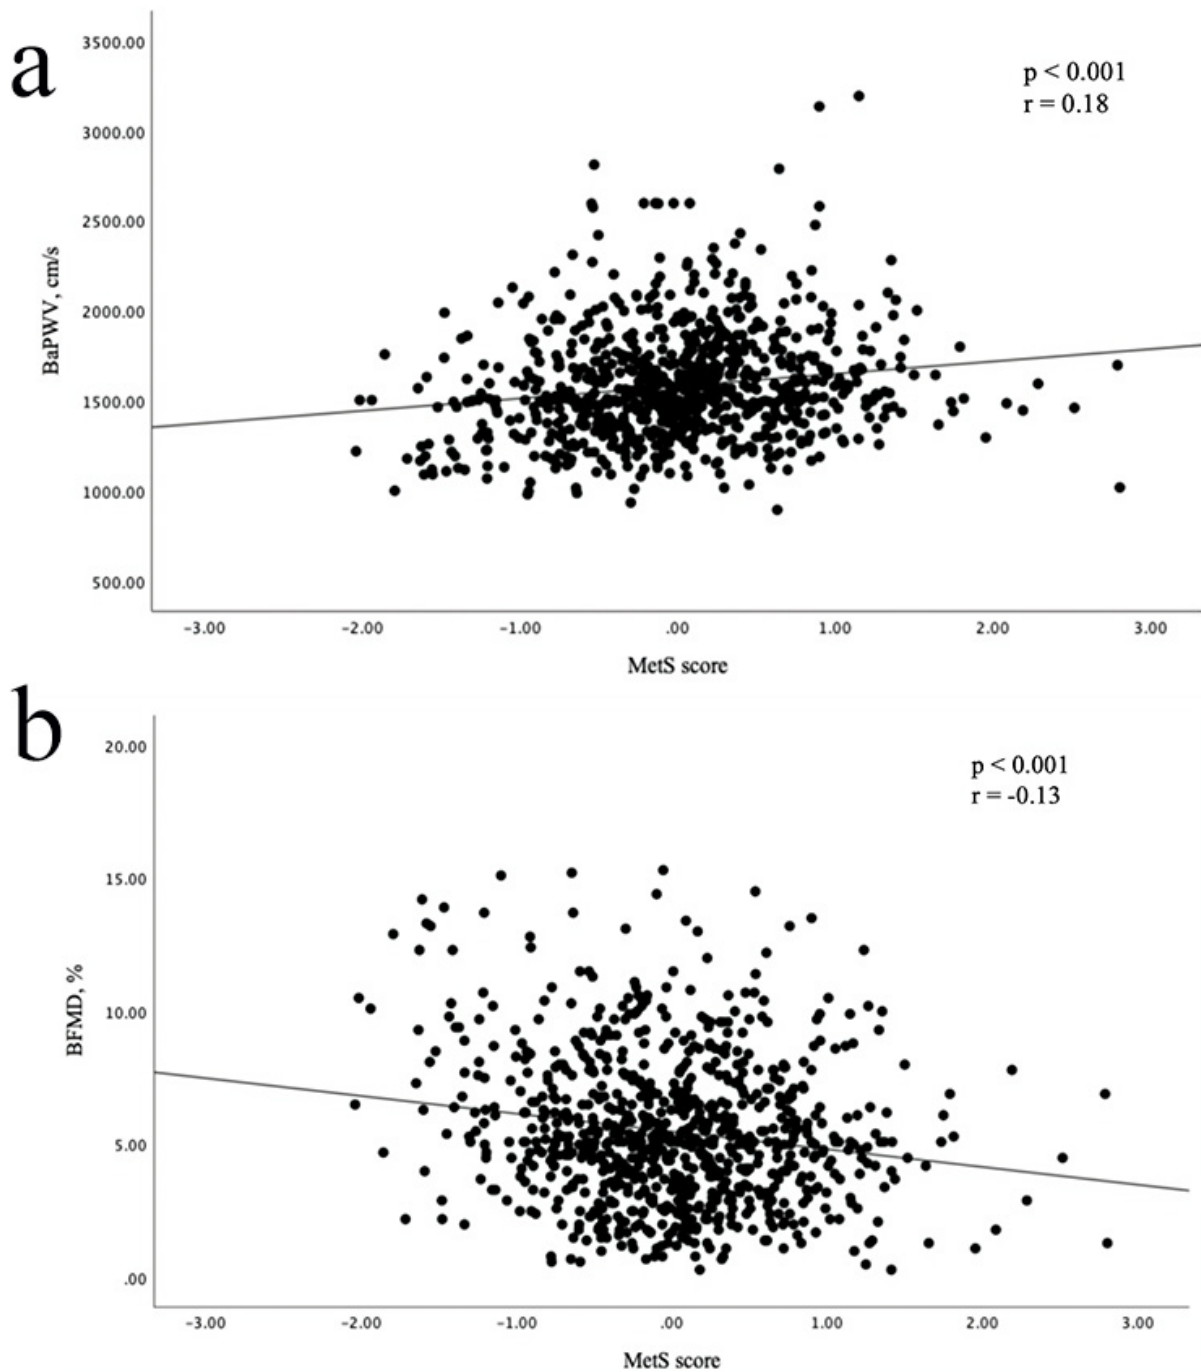 a
3500.00
3000.00
2500.00
2000.00
1500.00
1000.00
500.00
BaPWV, cm/s
p < 0.001
r = 0.18
-3.00 -2.00 -1.00 .00 1.00 2.00 3.00
MetS score
b
20.00
15.00
10.00
5.00
.00
BFMD, %
p < 0.001
r = -0.13
-3.00 -2.00 -1.00 .00 1.00 2.00 3.00
MetS score